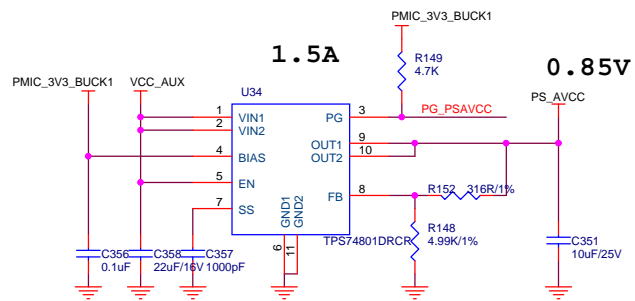 PMIC_3V3_BUCK1
1.5A
R149
4.7K
0.85V
PMIC_3V3_BUCK1
VCC_AUX
U34
PS_AVCC
1
VIN1
PG
3
PG_PSAVCC
2
VIN2
OUT1
9
4
BIAS
OUT2
10
5
EN
FB
8
R152
316R/1%
7
SS
GND1
GND2
6
11
R148
4.99K/1%
TPS74801DRCR
C356
0.1uF
C358
22uF/16V
C357
1000pF
C351
10uF/25V